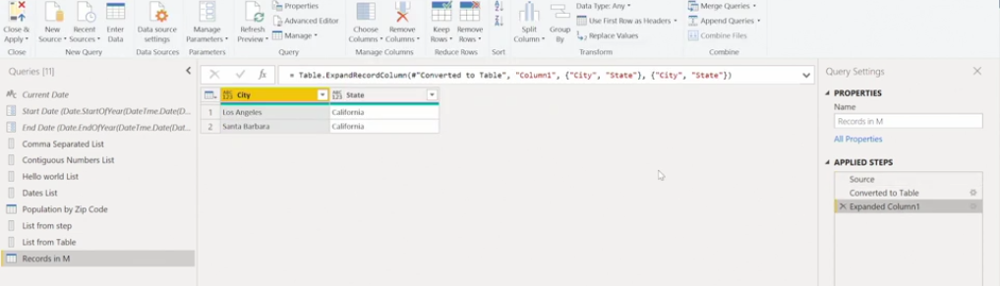 Close & Apply
New Source
Recent Sources
Enter Data
Data source settings
Manage Parameters
Refresh Preview
Properties
Advanced Editor
Manage
Choose Columns
Remove Columns
Keep Rows
Remove Rows
Split Column
Group By
Data Type: Any
Use First Row as Headers
Replace Values
Merge Queries
Append Queries
Combine Files
Close
New Query
Data Sources
Parameters
Query
Manage Columns
Reduce Rows
Sort
Transform
Combine
Queries [11]
fx
= Table.ExpandRecordColumn(#"Converted to Table", "Column1", {"City", "State"}, {"City", "State"})
Query Settings
ABC 123 City
ABC 123 State
1 Los Angeles California
2 Santa Barbara California
Current Date
Start Date (Date.StartOfYear(DateTme.Date(D...
End Date (Date.EndOfYear(DateTme.Date(Dat...
Comma Separated List
Contiguous Numbers List
Hello world List
Dates List
Population by Zip Code
List from step
List from Table
Records in M
PROPERTIES
Name
Records in M
All Properties
APPLIED STEPS
Source
Converted to Table
Expanded Column1